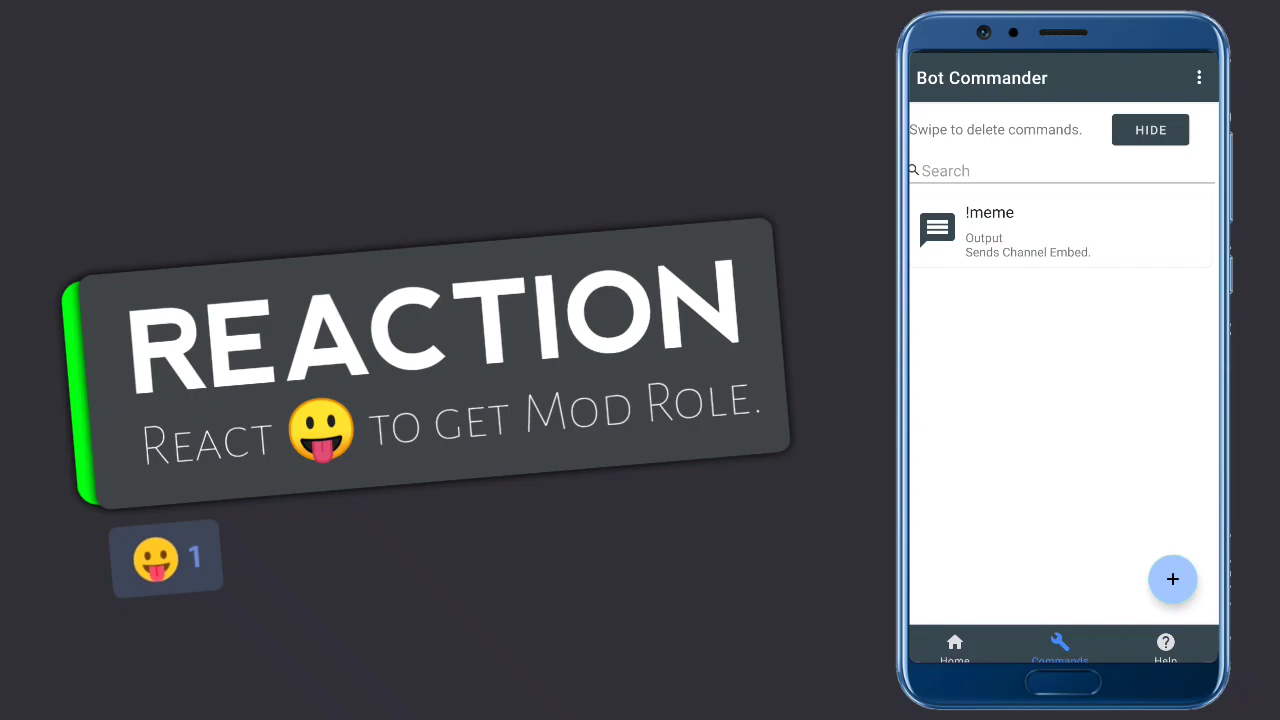 REACTION
React 😛 to get Mod Role.
😛 1
Bot Commander
Swipe to delete commands.
HIDE
Search
!meme
Output
Sends Channel Embed.
+
Home
Commands
Help